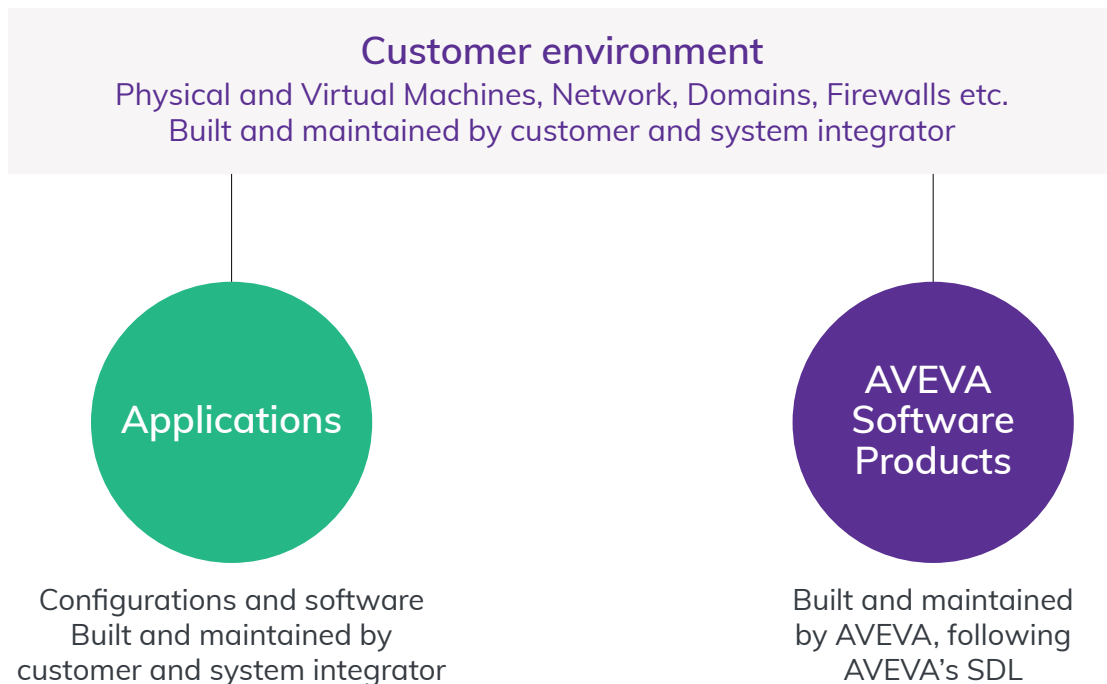 Customer environment
Physical and Virtual Machines, Network, Domains, Firewalls etc.
Built and maintained by customer and system integrator
Applications
Configurations and software
Built and maintained by
customer and system integrator
AVEVA
Software
Products
Built and maintained
by AVEVA, following
AVEVA’s SDL